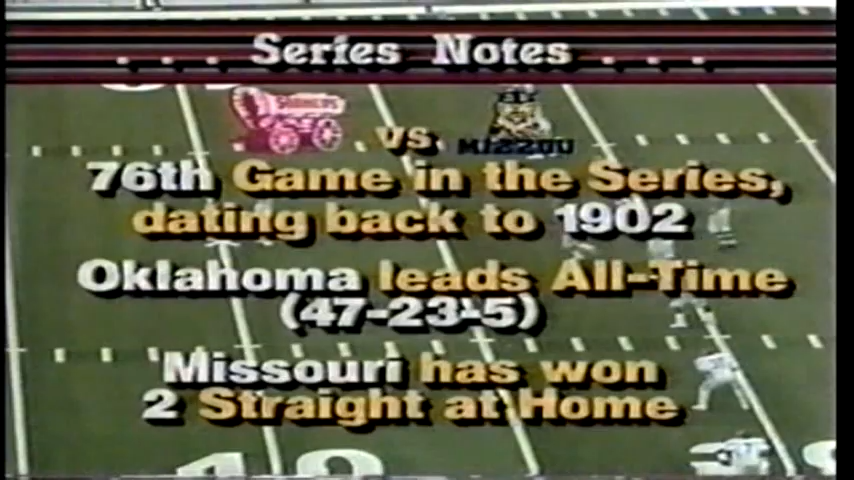 . . . . Series Notes . . . .
SOONERS
vs
MIZZOU
76th Game in the Series,
dating back to 1902
Oklahoma leads All-Time
(47-23-5)
Missouri has won
2 Straight at Home